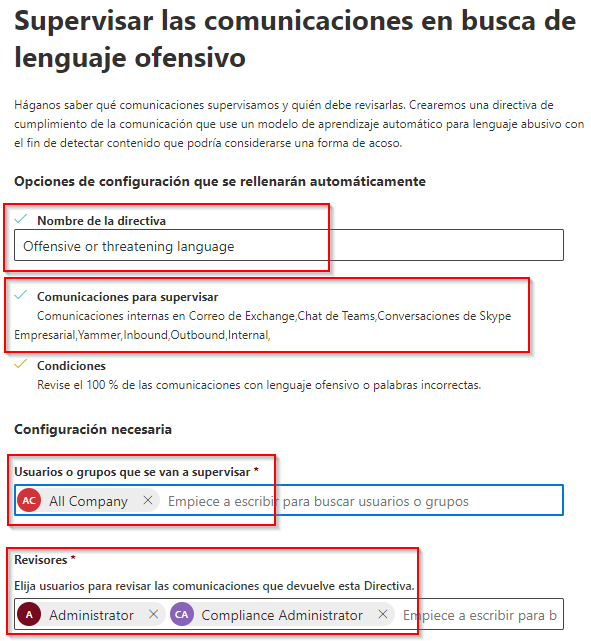 Supervisar las comunicaciones en busca de
lenguaje ofensivo
Háganos saber qué comunicaciones supervisamos y quién debe revisarlas. Crearemos una directiva de
cumplimiento de la comunicación que use un modelo de aprendizaje automático para lenguaje abusivo con
el fin de detectar contenido que podría considerarse una forma de acoso.
Opciones de configuración que se rellenarán automáticamente
Nombre de la directiva
Offensive or threatening language
Comunicaciones para supervisar
Comunicaciones internas en Correo de Exchange,Chat de Teams,Conversaciones de Skype
Empresarial,Yammer,Inbound,Outbound,Internal,
Condiciones
Revise el 100 % de las comunicaciones con lenguaje ofensivo o palabras incorrectas.
Configuración necesaria
Usuarios o grupos que se van a supervisar *
AC All Company × Empiece a escribir para buscar usuarios o grupos
Revisores *
Elija usuarios para revisar las comunicaciones que devuelve esta Directiva.
A Administrator × CA Compliance Administrator × Empiece a escribir para b